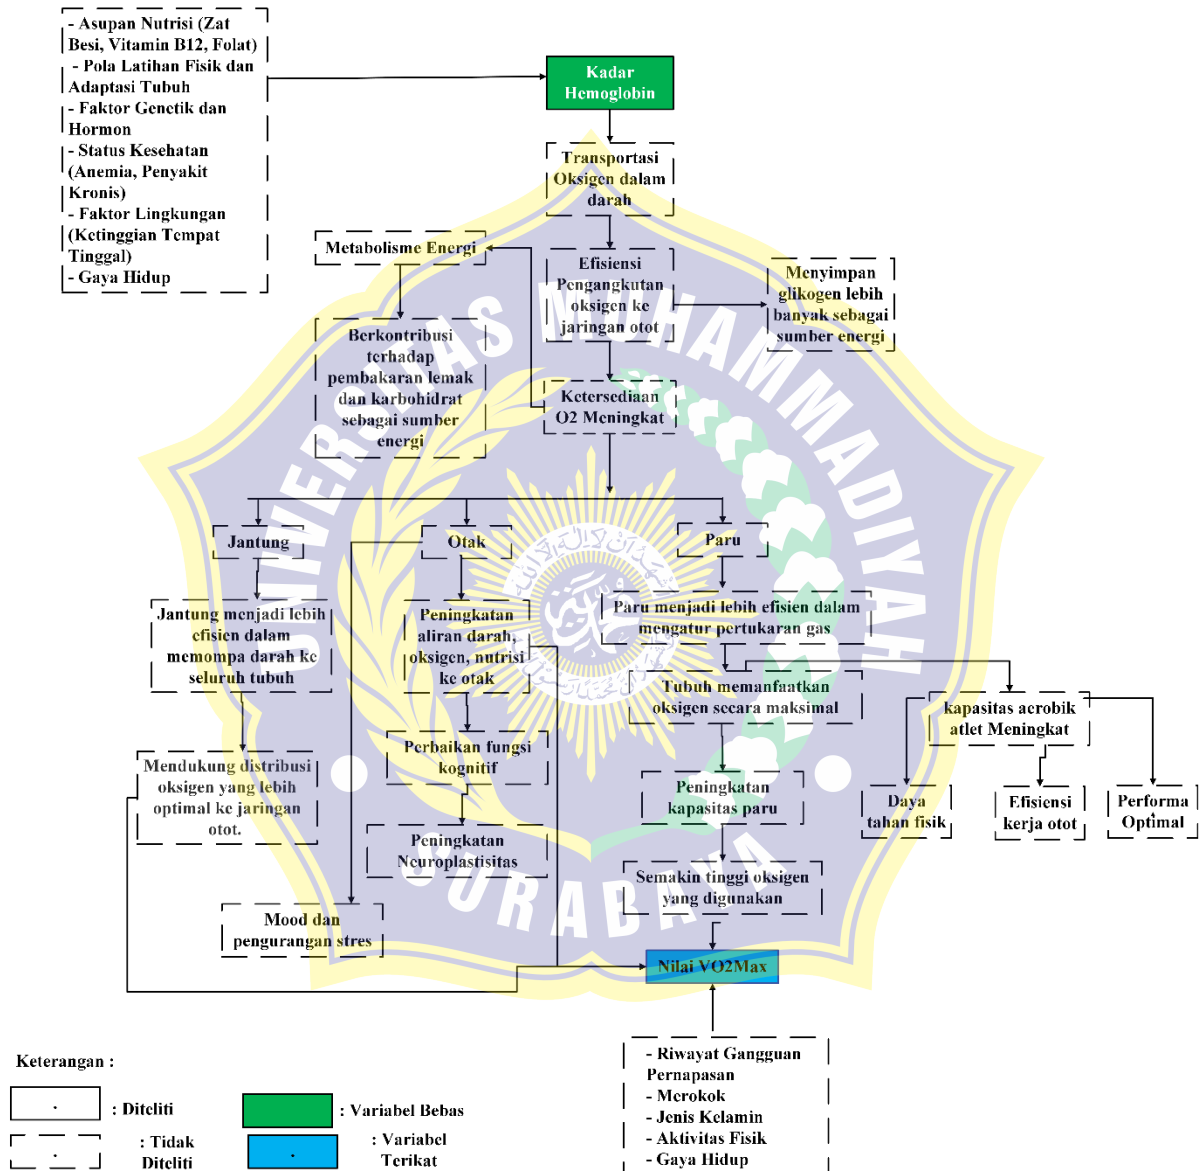 - Asupan Nutrisi (Zat
Besi, Vitamin B12, Folat)
- Pola Latihan Fisik dan
Adaptasi Tubuh
- Faktor Genetik dan
Hormon
- Status Kesehatan
(Anemia, Penyakit
Kronis)
- Faktor Lingkungan
(Ketinggian Tempat
Tinggal)
- Gaya Hidup
Kadar
Hemoglobin
Transportasi
Oksigen dalam
darah
Metabolisme Energi
Efisiensi
Pengangkutan
oksigen ke
jaringan otot
Menyimpan
glikogen lebih
banyak sebagai
sumber energi
Berkontribusi
terhadap
pembakaran lemak
dan karbohidrat
sebagai sumber
energi
Ketersediaan
O2 Meningkat
UNIVERSITAS MUHAMMADIYAH
SURABAYA
Jantung
Otak
Paru
Jantung menjadi lebih
efisien dalam
memompa darah ke
seluruh tubuh
Peningkatan
aliran darah,
oksigen, nutrisi
ke otak
Paru menjadi lebih efisien dalam
mengatur pertukaran gas
Tubuh memanfaatkan
oksigen secara maksimal
kapasitas aerobik
atlet Meningkat
Mendukung distribusi
oksigen yang lebih
optimal ke jaringan
otot.
Perbaikan fungsi
kognitif
Peningkatan
kapasitas paru
Daya
tahan fisik
Efisiensi
kerja otot
Performa
Optimal
Peningkatan
Neuroplastisitas
Semakin tinggi oksigen
yang digunakan
Mood dan
pengurangan stres
Nilai VO2Max
- Riwayat Gangguan
Pernapasan
- Merokok
- Jenis Kelamin
- Aktivitas Fisik
- Gaya Hidup
Keterangan :
: Diteliti
: Variabel Bebas
: Tidak
Diteliti
: Variabel
Terikat